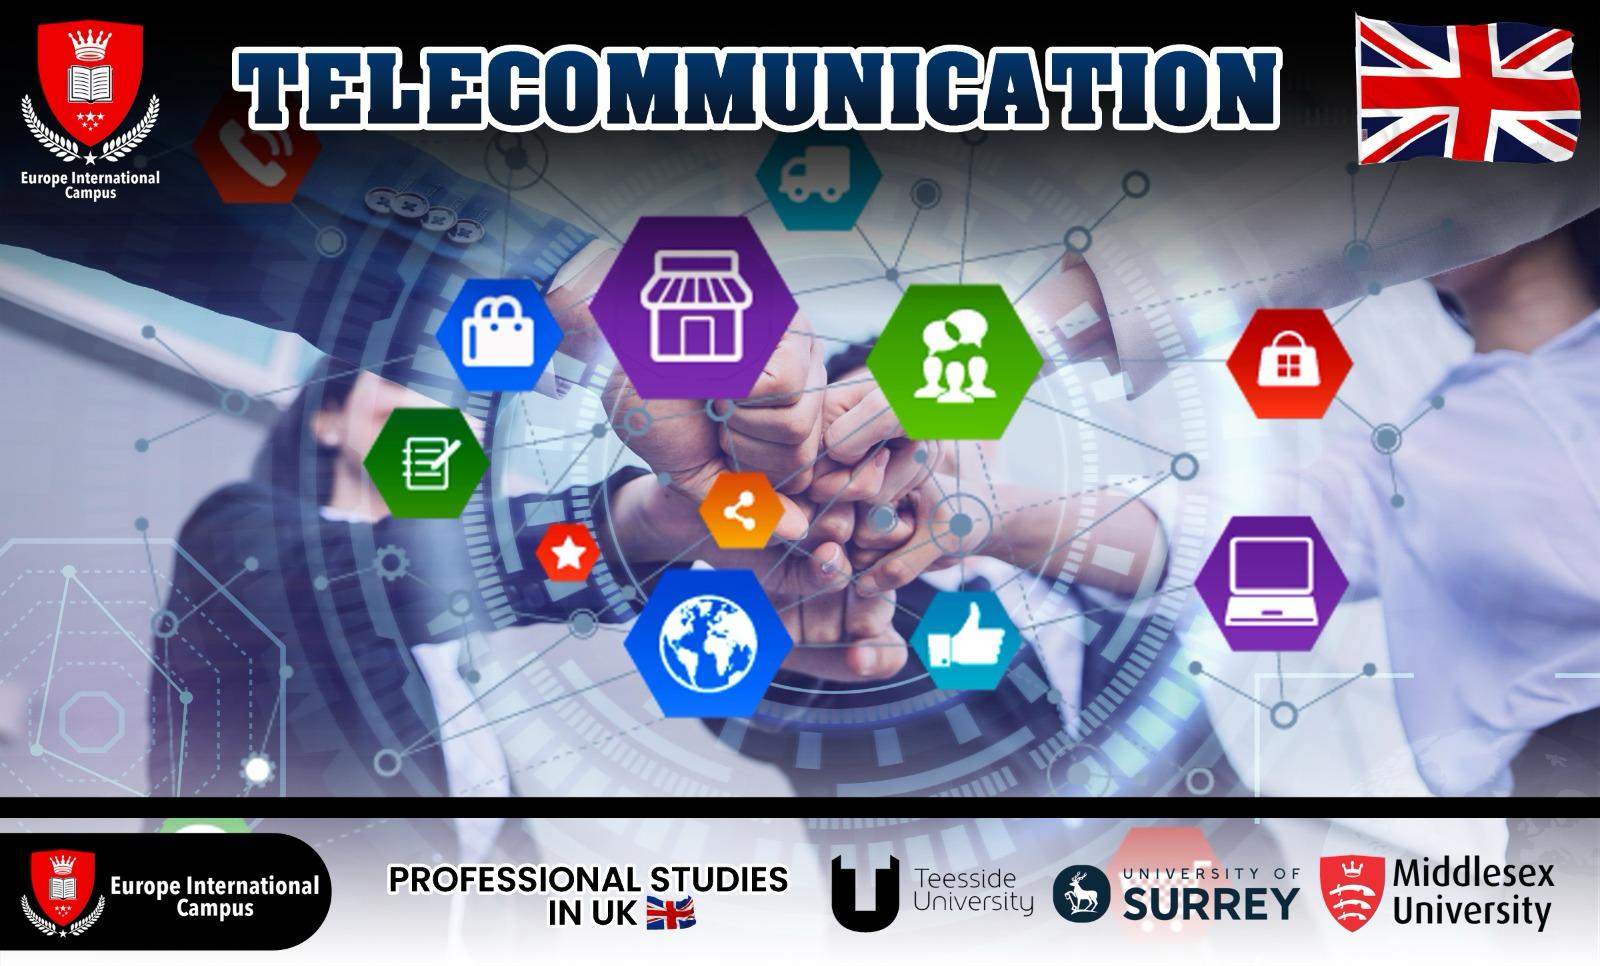 TELECOMMUNICATION
Europe International
Campus
Europe International
Campus
PROFESSIONAL STUDIES
IN UK
Teesside
University
UNIVERSITY OF
SURREY
Middlesex
University